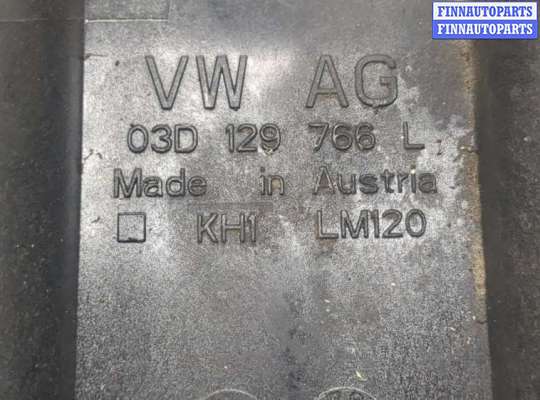 FINNAUTOPARTS
FINNAUTOPARTS
VW AG
03D 129 766 L
Made in Austria
□ KH1 LM120